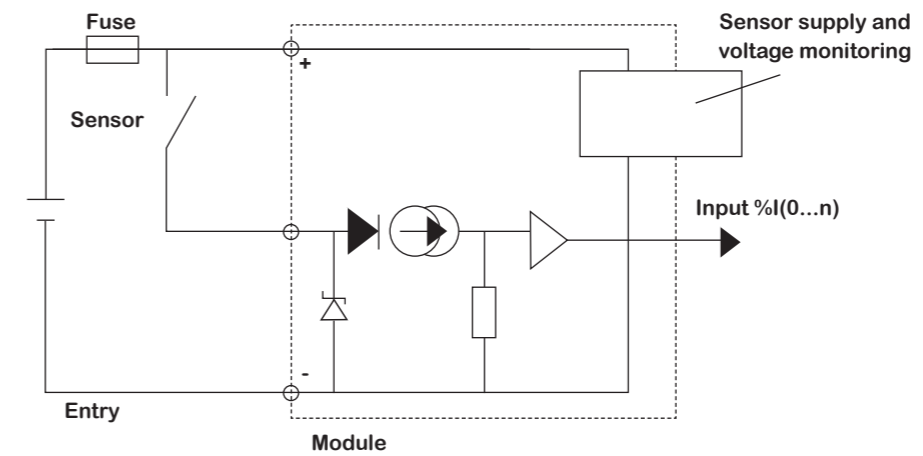 Fuse
Sensor supply and
voltage monitoring
+
Sensor
Input %I(0...n)
-
Entry
Module